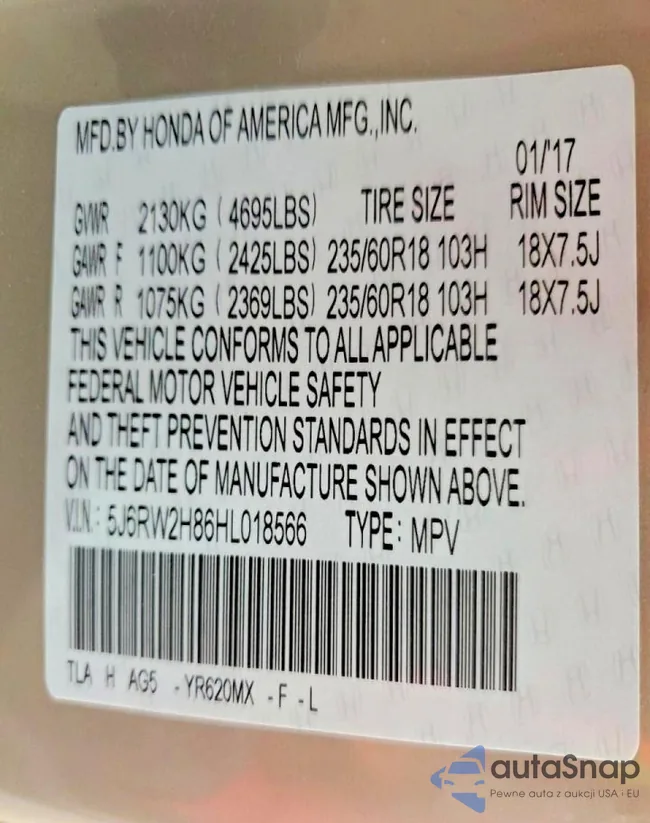 MFD.BY HONDA OF AMERICA MFG.,INC.
01/'17
GVWR 2130KG ( 4695LBS) TIRE SIZE RIM SIZE
GAWR F 1100KG ( 2425LBS) 235/60R18 103H 18X7.5J
GAWR R 1075KG ( 2369LBS) 235/60R18 103H 18X7.5J
THIS VEHICLE CONFORMS TO ALL APPLICABLE
FEDERAL MOTOR VEHICLE SAFETY
AND THEFT PREVENTION STANDARDS IN EFFECT
ON THE DATE OF MANUFACTURE SHOWN ABOVE.
V.I.N.: 5J6RW2H86HL018566 TYPE: MPV
TLA H AG5 -YR620MX -F -L
autaSnap
Pewne auta z aukcji USA · EU